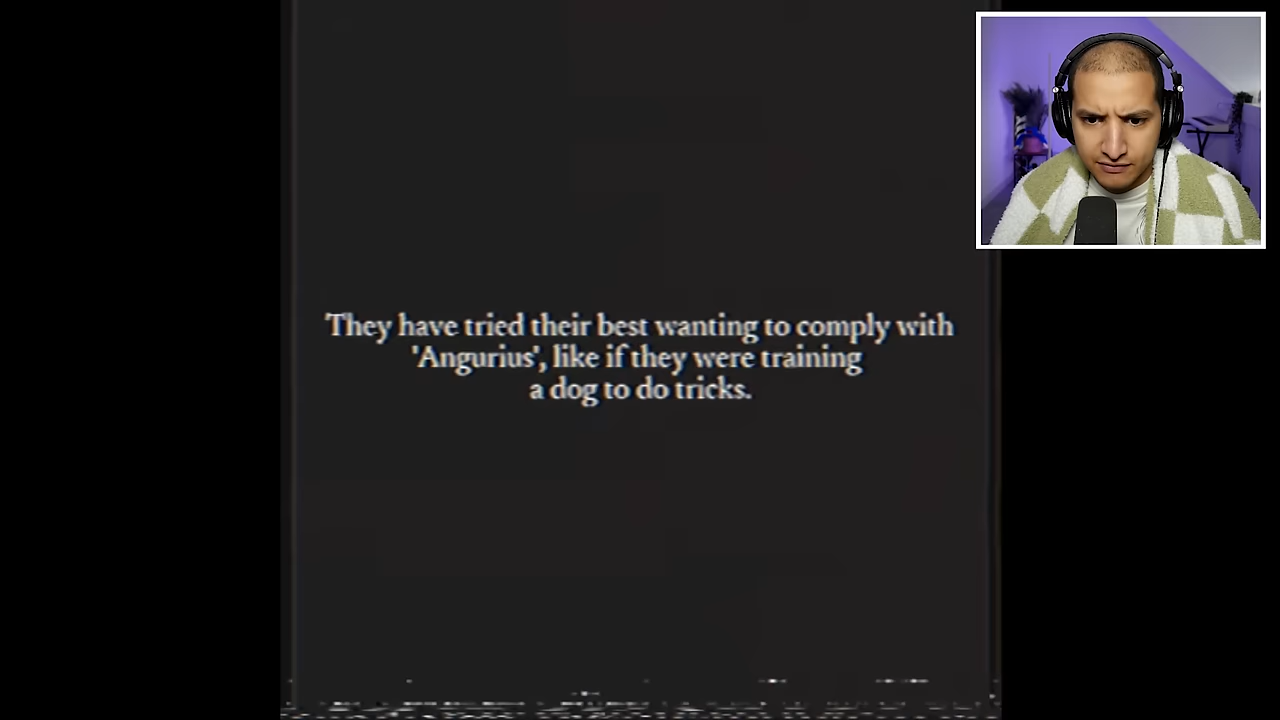 They have tried their best wanting to comply with
'Angurius', like if they were training
a dog to do tricks.